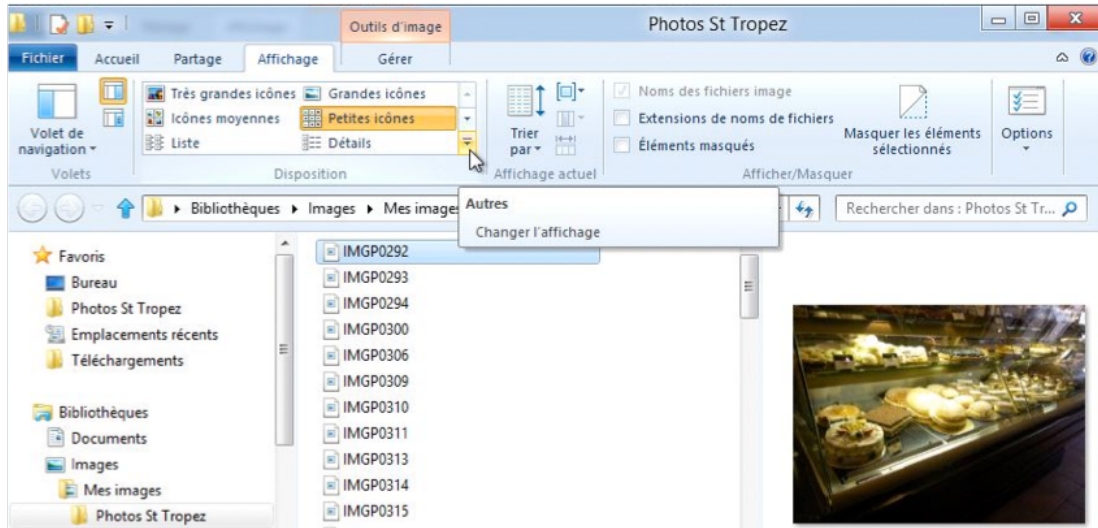 Outils d'image
Photos St Tropez
Fichier Accueil Partage Affichage Gérer
Très grandes icônes Grandes icônes
Icônes moyennes Petites icônes
Liste Détails
Volet de navigation
Trier par
Noms des fichiers image
Extensions de noms de fichiers
Éléments masqués
Masquer les éléments sélectionnés
Options
Volets Disposition Affichage actuel Afficher/Masquer
Bibliothèques Images Mes image
Rechercher dans : Photos St Tr...
Autres
Changer l'affichage
Favoris
Bureau
Photos St Tropez
Emplacements récents
Téléchargements
Bibliothèques
Documents
Images
Mes images
Photos St Tropez
IMGP0292
IMGP0293
IMGP0294
IMGP0300
IMGP0306
IMGP0309
IMGP0310
IMGP0311
IMGP0313
IMGP0314
IMGP0315